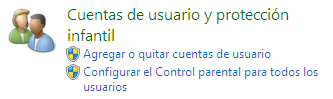 Cuentas de usuario y protección
infantil
Agregar o quitar cuentas de usuario
Configurar el Control parental para todos los
usuarios